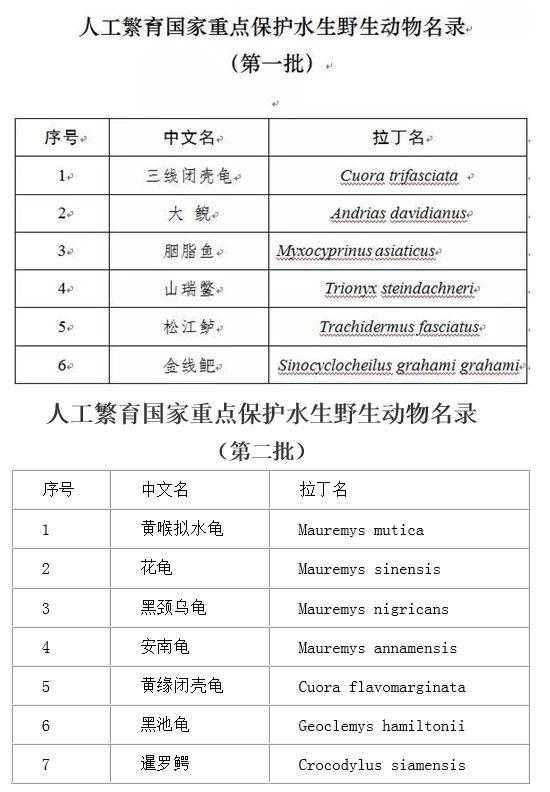 人工繁育国家重点保护水生野生动物名录
（第一批）
序号 中文名 拉丁名
1 三线闭壳龟 Cuora trifasciata
2 大 鲵 Andrias davidianus
3 胭脂鱼 Myxocyprinus asiaticus
4 山瑞鳖 Trionyx steindachneri
5 松江鲈 Trachidermus fasciatus
6 金线鲃 Sinocyclocheilus grahami grahami
人工繁育国家重点保护水生野生动物名录
（第二批）
序号 中文名 拉丁名
1 黄喉拟水龟 Mauremys mutica
2 花龟 Mauremys sinensis
3 黑颈乌龟 Mauremys nigricans
4 安南龟 Mauremys annamensis
5 黄缘闭壳龟 Cuora flavomarginata
6 黑池龟 Geoclemys hamiltonii
7 暹罗鳄 Crocodylus siamensis